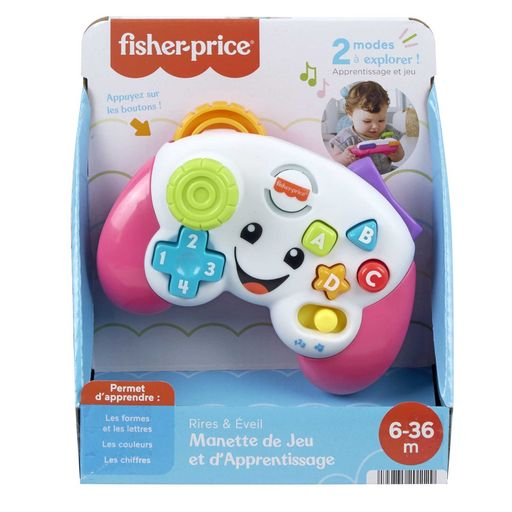 fisher-price
2 modes
à explorer !
Apprentissage et jeu
Appuyez sur
les boutons !
fisher-price
A
B
C
D
1
2
3
4
Permet
d'apprendre :
Les formes
et les lettres
Les couleurs
Les chiffres
Rires & Éveil
Manette de Jeu
et d'Apprentissage
6-36
m